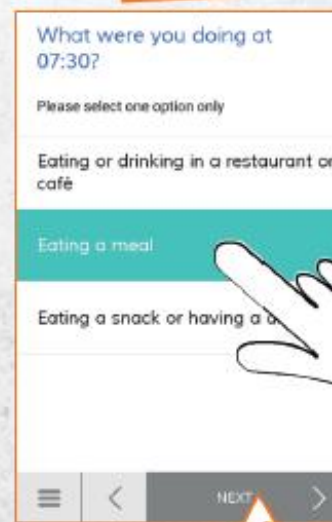 What were you doing at
07:30?
Please select one option only
Eating or drinking in a restaurant or
café
Eating a meal
Eating a snack or having a
NEXT